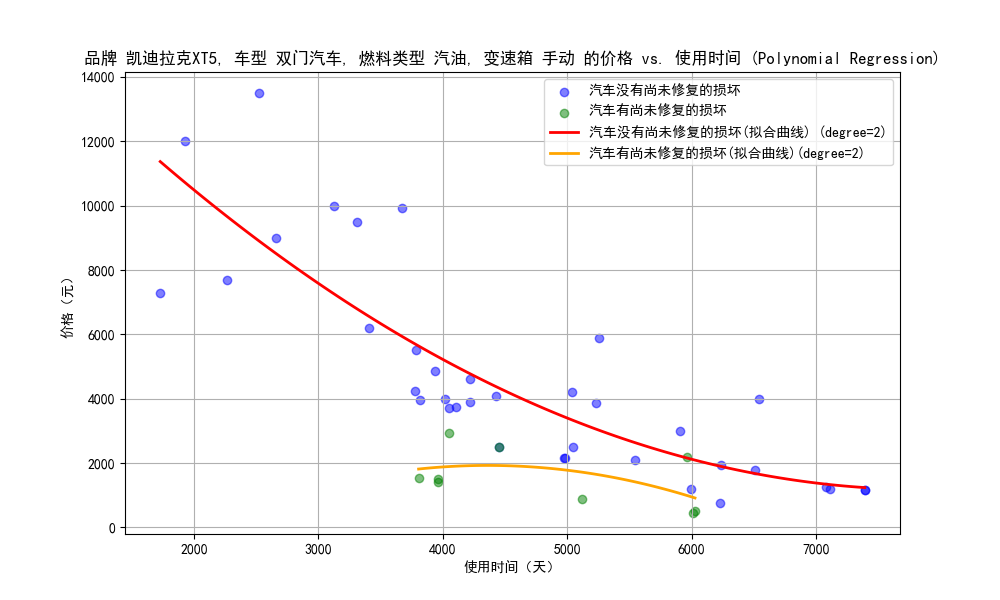 品牌 凯迪拉克XT5, 车型 双门汽车, 燃料类型 汽油, 变速箱 手动 的价格 vs. 使用时间 (Polynomial Regression)
汽车没有尚未修复的损坏
汽车有尚未修复的损坏
汽车没有尚未修复的损坏(拟合曲线) (degree=2)
汽车有尚未修复的损坏(拟合曲线)(degree=2)
价格（元）
14000
12000
10000
8000
6000
4000
2000
0
2000 3000 4000 5000 6000 7000
使用时间（天）